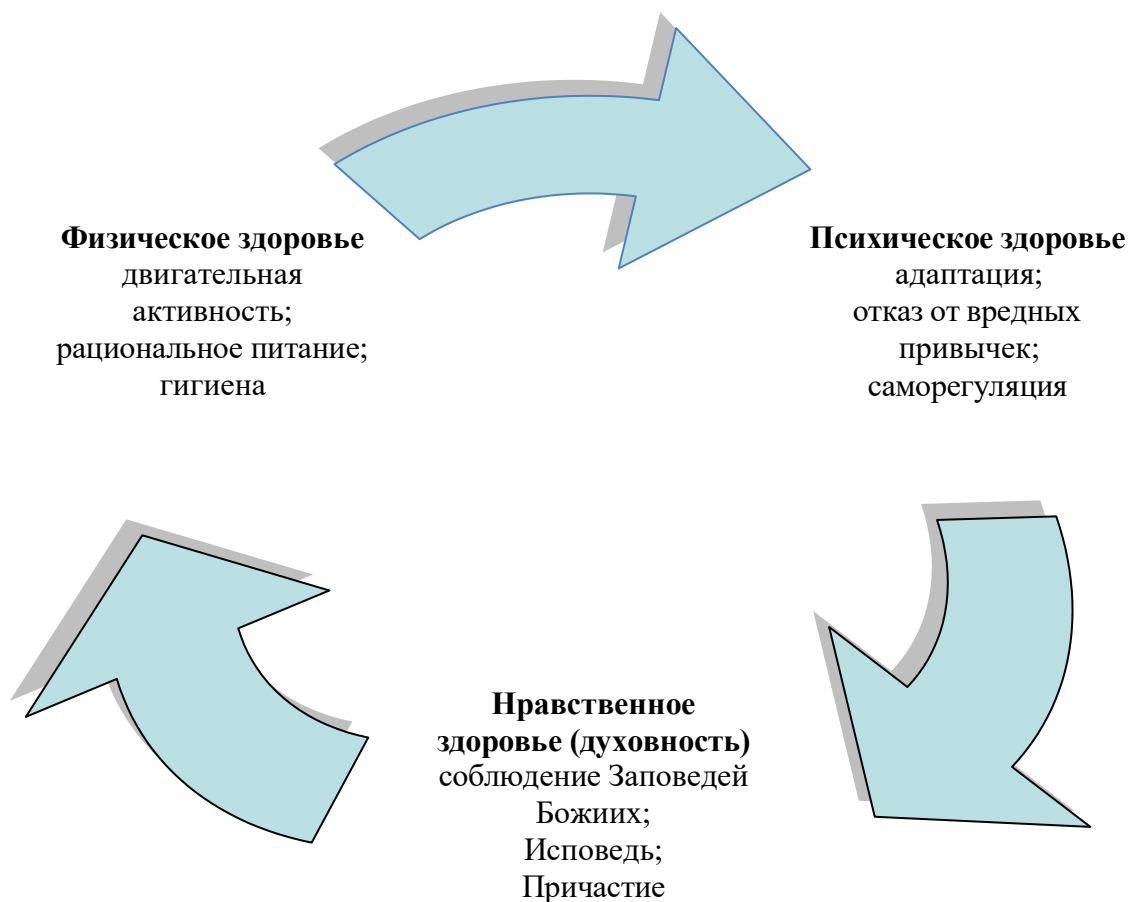 Физическое здоровье
двигательная
активность;
рациональное питание;
гигиена
Психическое здоровье
адаптация;
отказ от вредных
привычек;
саморегуляция
Нравственное
здоровье (духовность)
соблюдение Заповедей
Божиих;
Исповедь;
Причастие